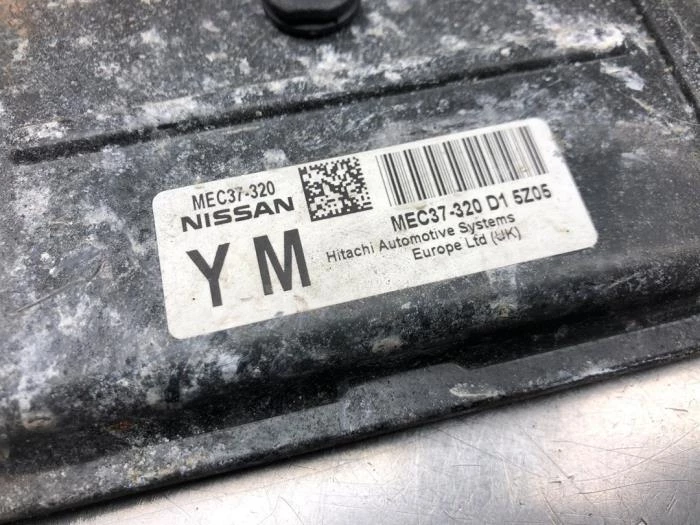 MEC37-320
NISSAN
YM
MEC37-320 D1 5Z05
Hitachi Automotive Systems
Europe Ltd (UK)